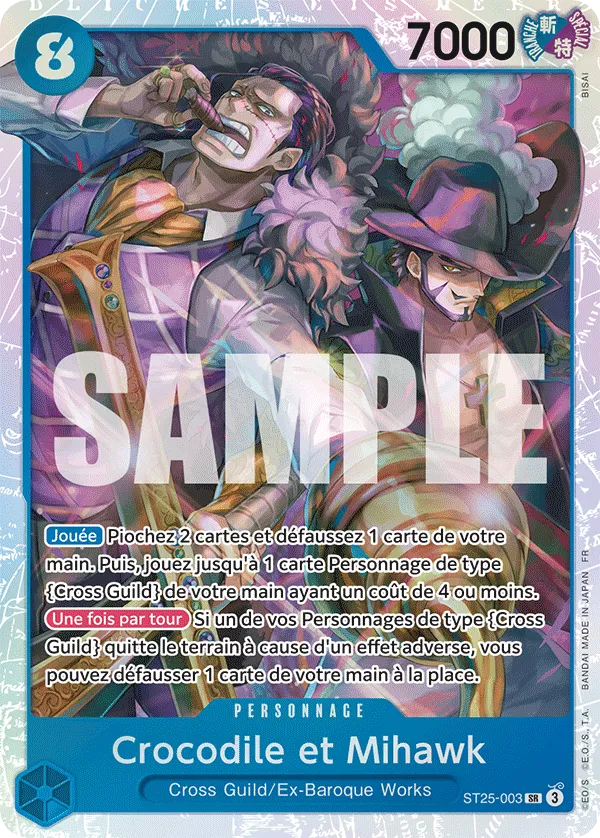 BLICHES EISMEER
8
7000
TRANCHE 斬
SPÉCIAL 特
BISAI
SAMPLE
Jouée Piochez 2 cartes et défaussez 1 carte de votre
main. Puis, jouez jusqu'à 1 carte Personnage de type
{Cross Guild} de votre main ayant un coût de 4 ou moins.
Une fois par tour Si un de vos Personnages de type {Cross
Guild} quitte le terrain à cause d'un effet adverse, vous
pouvez défausser 1 carte de votre main à la place.
©EO/S ©E.O./S., T.A. BANDAI MADE IN JAPAN FR
PERSONNAGE
Crocodile et Mihawk
Cross Guild/Ex-Baroque Works
ST25-003 SR 3